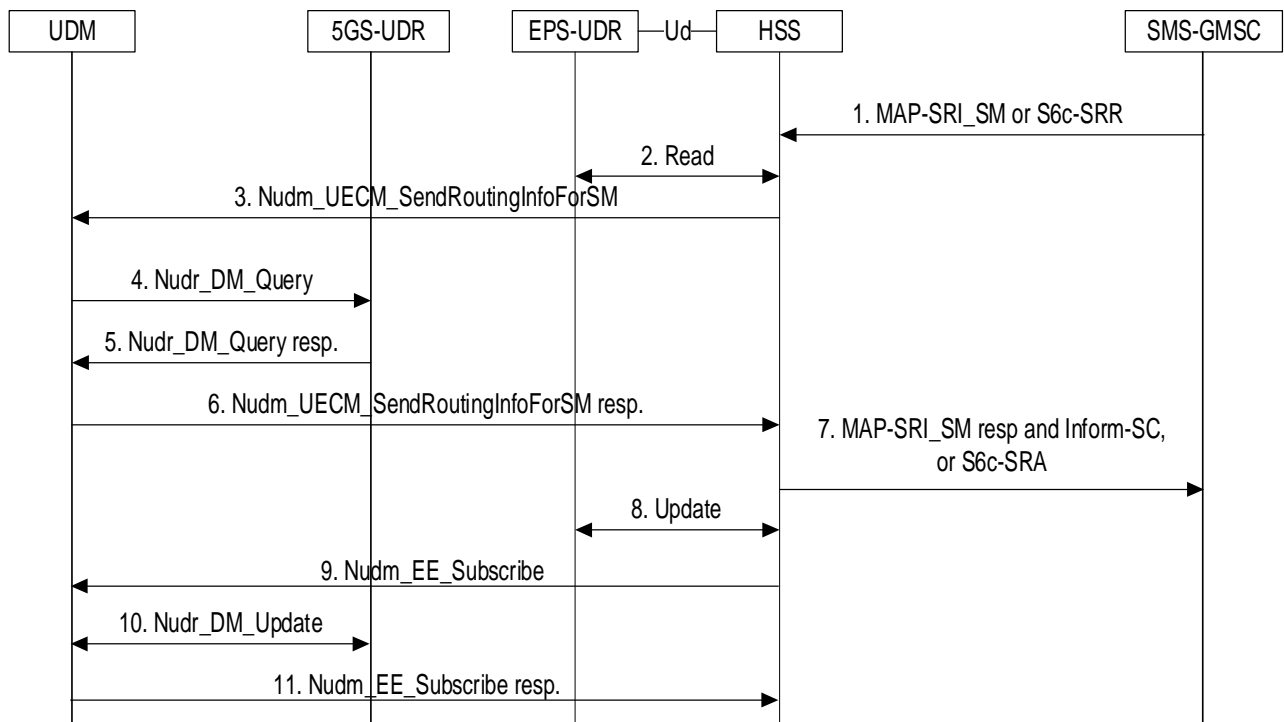 UDM
5GS-UDR
EPS-UDR
Ud
HSS
SMS-GMSC
1. MAP-SRI_SM or S6c-SRR
2. Read
3. Nudm_UECM_SendRoutingInfoForSM
4. Nudr_DM_Query
5. Nudr_DM_Query resp.
6. Nudm_UECM_SendRoutingInfoForSM resp.
7. MAP-SRI_SM resp and Inform-SC,
or S6c-SRA
8. Update
9. Nudm_EE_Subscribe
10. Nudr_DM_Update
11. Nudm_EE_Subscribe resp.